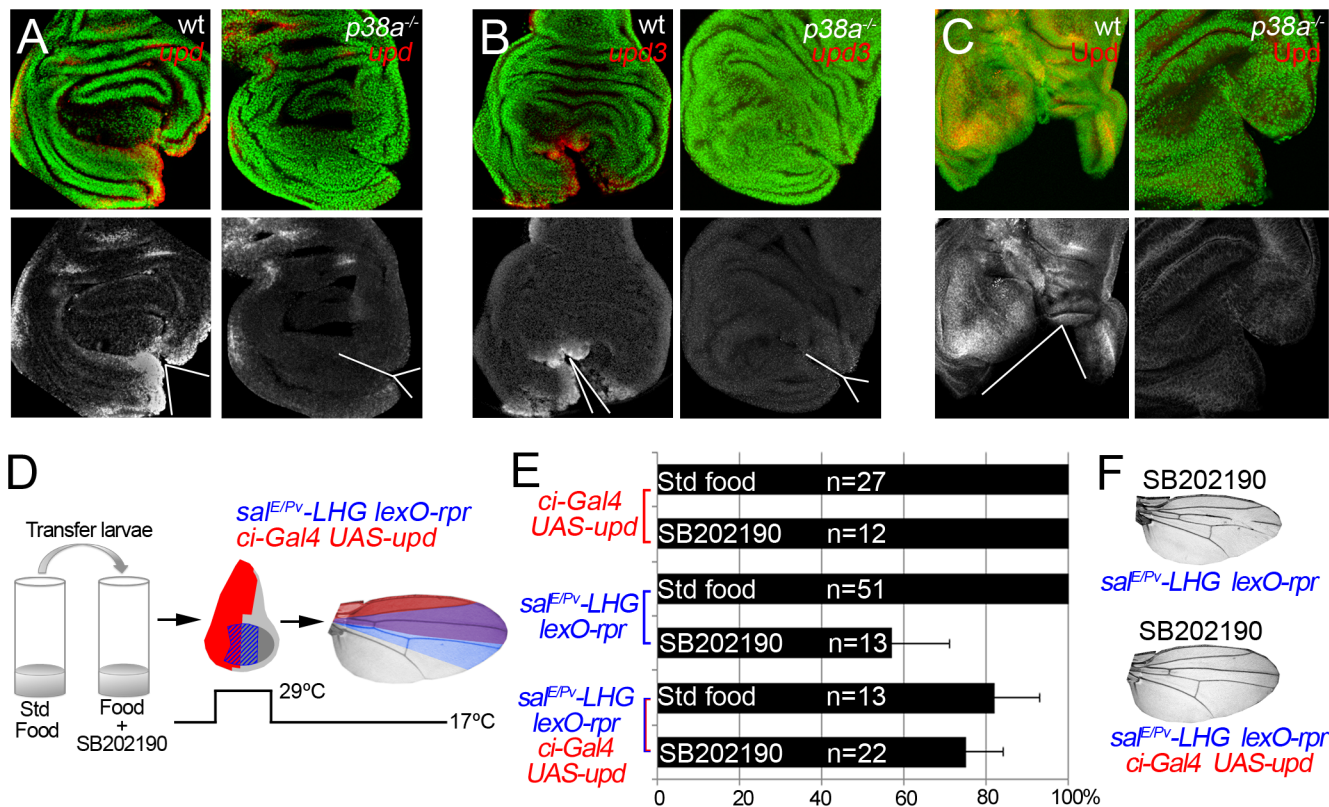 A
wt
upd
p38a-/-
upd
B
wt
upd3
p38a-/-
upd3
C
wt
Upd
p38a-/-
Upd
D
Transfer larvae
Std
Food
Food
+
SB202190
salE/Pv-LHG lexO-rpr
ci-Gal4 UAS-upd
29ºC
17ºC
E
ci-Gal4
UAS-upd
Std food n=27
SB202190 n=12
salE/Pv-LHG
lexO-rpr
Std food n=51
SB202190 n=13
salE/Pv-LHG
lexO-rpr
ci-Gal4
UAS-upd
Std food n=13
SB202190 n=22
0 20 40 60 80 100%
F
SB202190
salE/Pv-LHG lexO-rpr
SB202190
salE/Pv-LHG lexO-rpr
ci-Gal4 UAS-upd